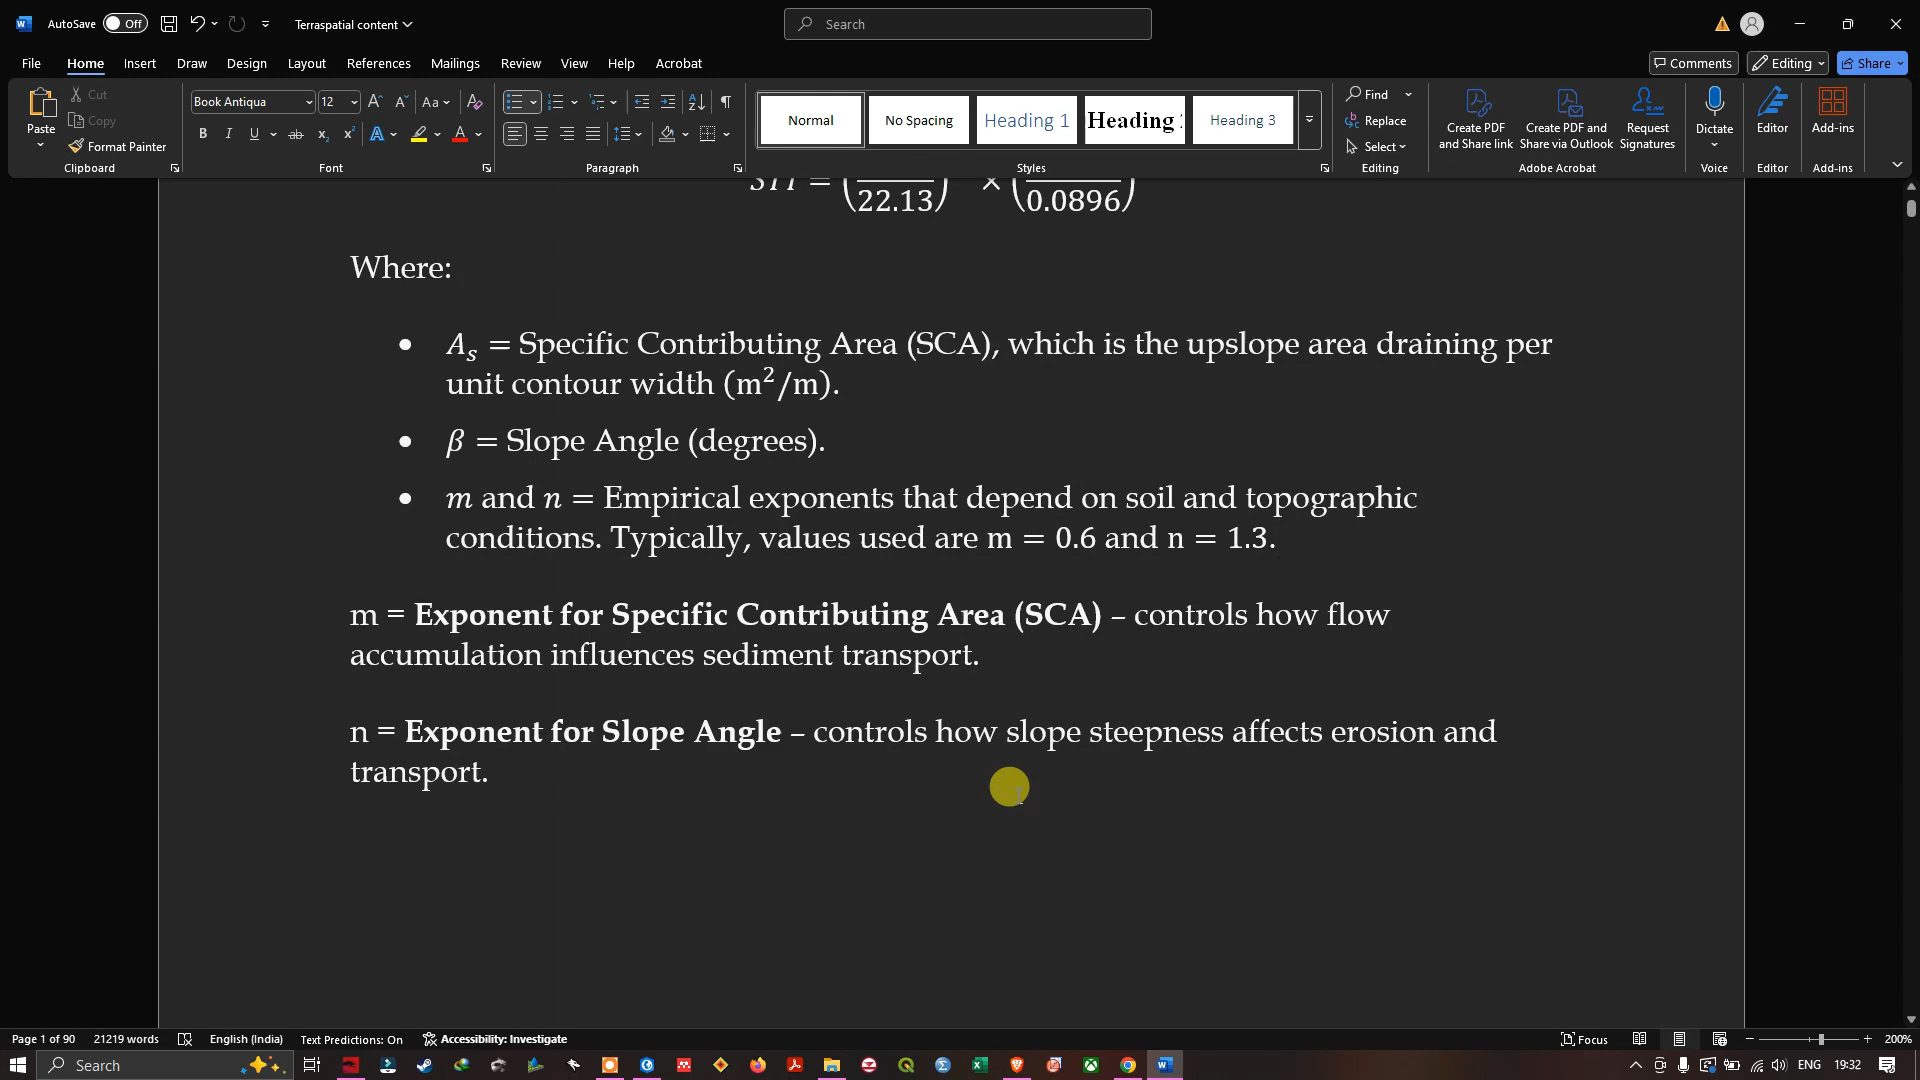 AutoSave Off Terraspatial content Search
File Home Insert Draw Design Layout References Mailings Review View Help Acrobat Comments Editing Share
Paste Cut Copy Format Painter Clipboard
Book Antiqua 12 Aa B I U ab x₂ x² A A Font
Paragraph
Normal No Spacing Heading 1 Heading Heading 3 Styles
Find Replace Select Editing
Create PDF and Share link Create PDF and Share via Outlook Request Signatures Adobe Acrobat
Dictate Voice Editor Editor Add-ins Add-ins
STI = (22.13) × (0.0896)
Where:
• Aₛ = Specific Contributing Area (SCA), which is the upslope area draining per
unit contour width (m²/m).
• β = Slope Angle (degrees).
• m and n = Empirical exponents that depend on soil and topographic
conditions. Typically, values used are m = 0.6 and n = 1.3.
m = Exponent for Specific Contributing Area (SCA) – controls how flow
accumulation influences sediment transport.
n = Exponent for Slope Angle – controls how slope steepness affects erosion and
transport.
Page 1 of 90 21219 words English (India) Text Predictions: On Accessibility: Investigate Focus 200%
Search ENG 19:32